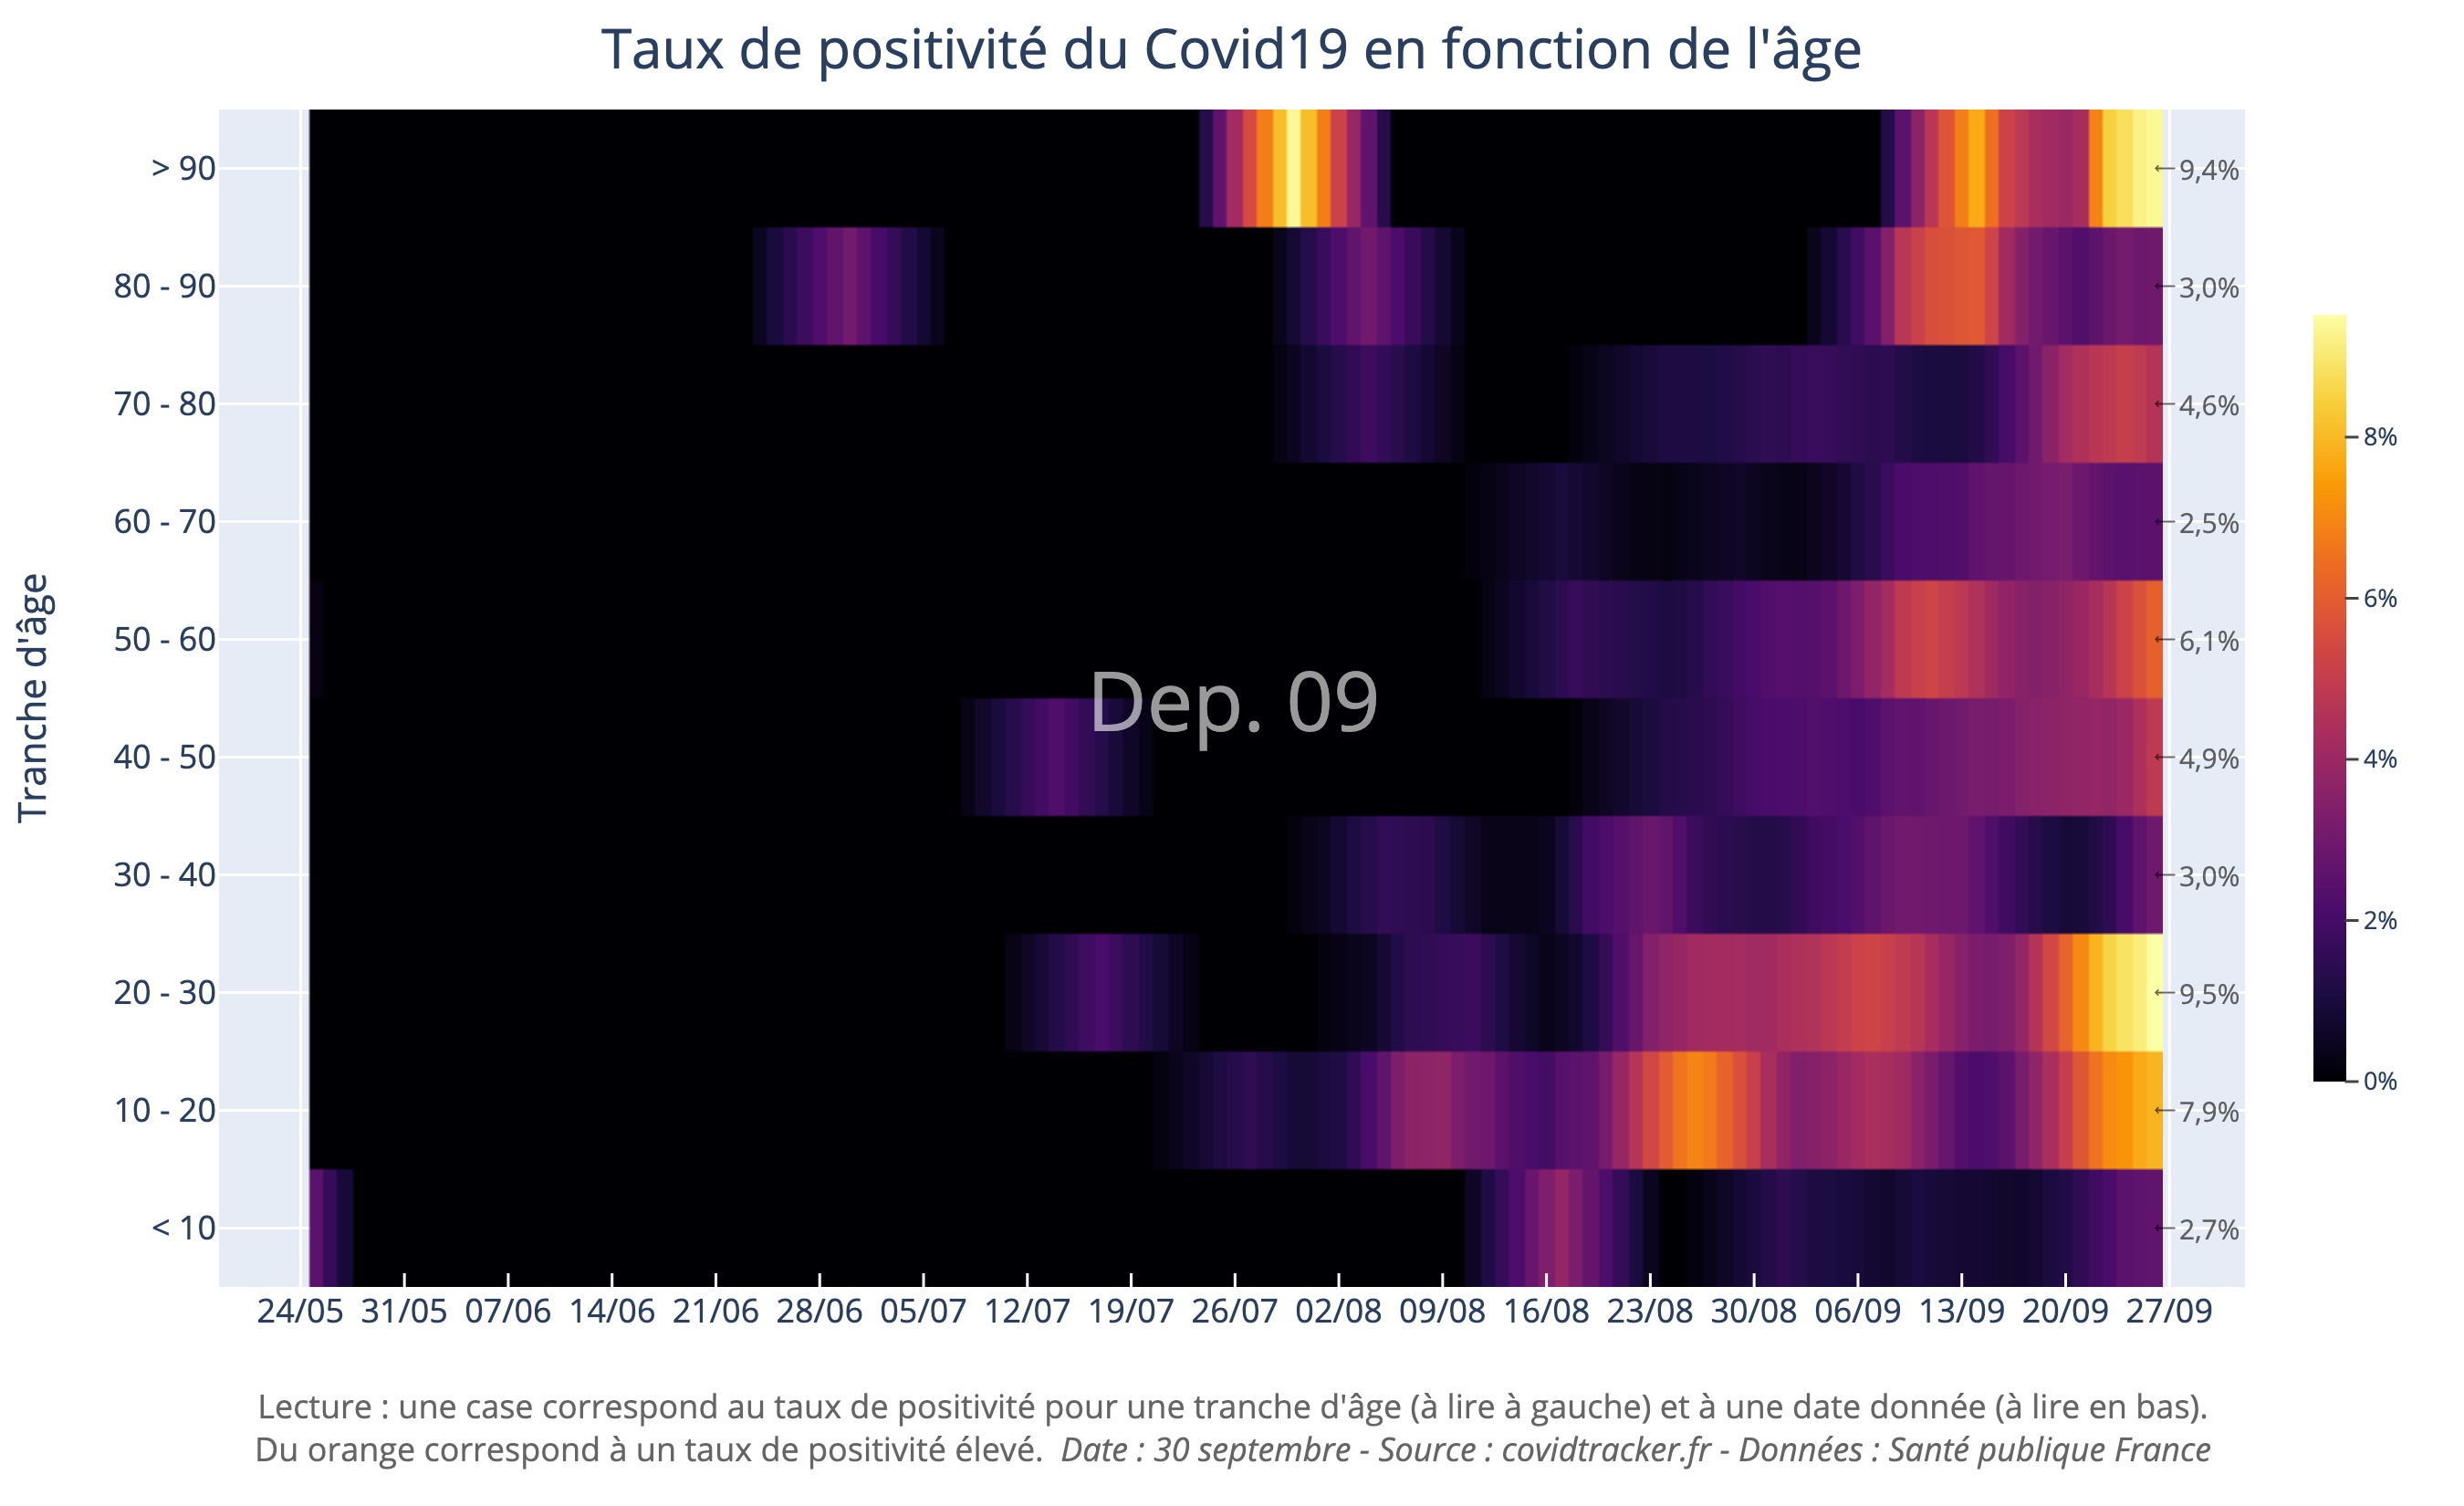 Taux de positivité du Covid19 en fonction de l'âge
Tranche d'âge
> 90
80 - 90
70 - 80
60 - 70
50 - 60
40 - 50
30 - 40
20 - 30
10 - 20
< 10
Dep. 09
9,4%
3,0%
4,6%
2,5%
6,1%
4,9%
3,0%
9,5%
7,9%
2,7%
8%
6%
4%
2%
0%
24/05 31/05 07/06 14/06 21/06 28/06 05/07 12/07 19/07 26/07 02/08 09/08 16/08 23/08 30/08 06/09 13/09 20/09 27/09
Lecture : une case correspond au taux de positivité pour une tranche d'âge (à lire à gauche) et à une date donnée (à lire en bas).
Du orange correspond à un taux de positivité élevé. Date : 30 septembre - Source : covidtracker.fr - Données : Santé publique France